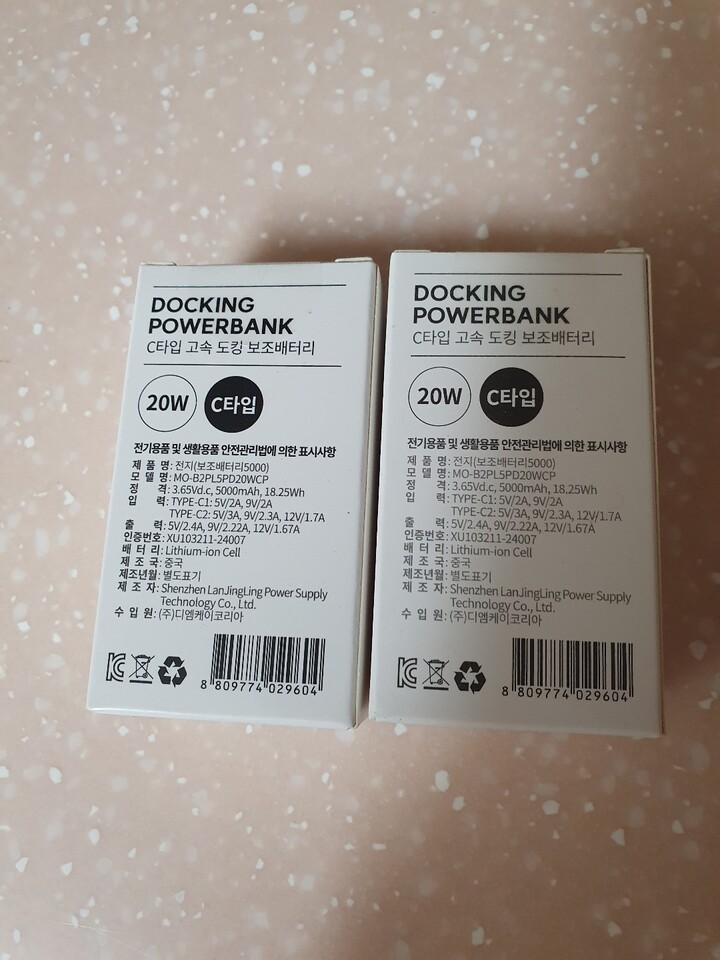 DOCKING
POWERBANK
C타입 고속 도킹 보조배터리
20W
C타입
전기용품 및 생활용품 안전관리법에 의한 표시사항
제 품 명: 전지(보조배터리5000)
모 델 명: MO-B2PL5PD20WCP
정 격: 3.65Vd.c, 5000mAh, 18.25Wh
입 력: TYPE-C1: 5V/2A, 9V/2A
TYPE-C2: 5V/3A, 9V/2.3A, 12V/1.7A
출 력: 5V/2.4A, 9V/2.22A, 12V/1.67A
인증번호: XU103211-24007
배 터 리: Lithium-ion Cell
제 조 국: 중국
제조년월: 별도표기
제 조 자: Shenzhen LanJingLing Power Supply
Technology Co., Ltd.
수 입 원: (주)디엠케이코리아
8 809774 029604
DOCKING
POWERBANK
C타입 고속 도킹 보조배터리
20W
C타입
전기용품 및 생활용품 안전관리법에 의한 표시사항
제 품 명: 전지(보조배터리5000)
모 델 명: MO-B2PL5PD20WCP
정 격: 3.65Vd.c, 5000mAh, 18.25Wh
입 력: TYPE-C1: 5V/2A, 9V/2A
TYPE-C2: 5V/3A, 9V/2.3A, 12V/1.7A
출 력: 5V/2.4A, 9V/2.22A, 12V/1.67A
인증번호: XU103211-24007
배 터 리: Lithium-ion Cell
제 조 국: 중국
제조년월: 별도표기
제 조 자: Shenzhen LanJingLing Power Supply
Technology Co., Ltd.
수 입 원: (주)디엠케이코리아
8 809774 029604